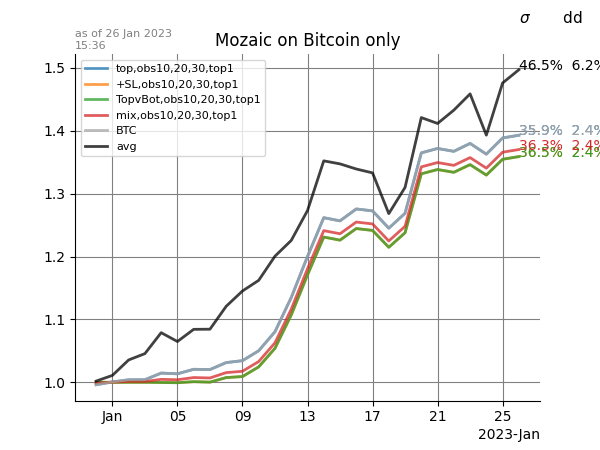 σ dd
as of 26 Jan 2023
15:36
Mozaic on Bitcoin only
top,obs10,20,30,top1
+SL,obs10,20,30,top1
TopvBot,obs10,20,30,top1
mix,obs10,20,30,top1
BTC
avg
46.5% 6.2%
2.4%
36.3% 2.4%
36.5% 2.4%
1.5
1.4
1.3
1.2
1.1
1.0
Jan 05 09 13 17 21 25
2023-Jan